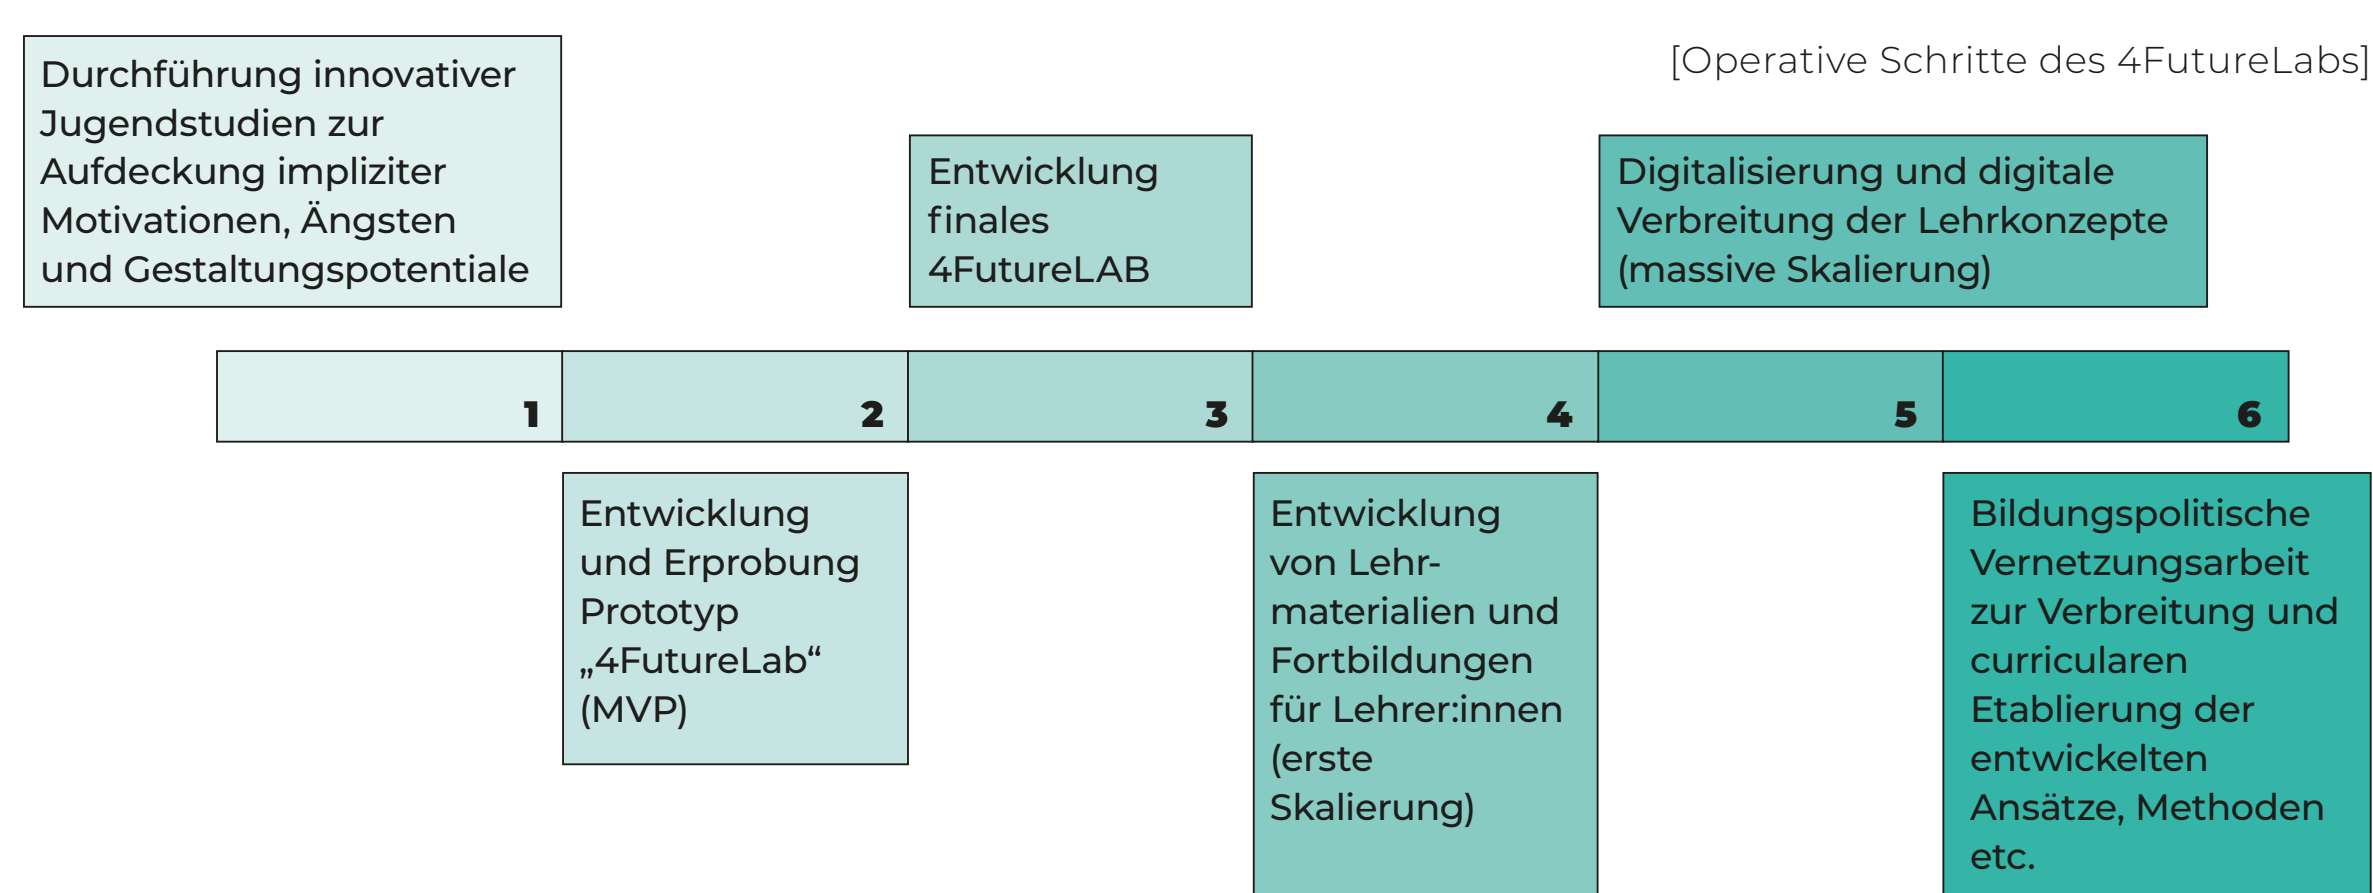 [Operative Schritte des 4FutureLabs]
Durchführung innovativer
Jugendstudien zur
Aufdeckung impliziter
Motivationen, Ängsten
und Gestaltungspotentiale
Entwicklung
finales
4FutureLAB
Digitalisierung und digitale
Verbreitung der Lehrkonzepte
(massive Skalierung)
1
2
3
4
5
6
Entwicklung
und Erprobung
Prototyp
„4FutureLab“
(MVP)
Entwicklung
von Lehr-
materialien und
Fortbildungen
für Lehrer:innen
(erste
Skalierung)
Bildungspolitische
Vernetzungsarbeit
zur Verbreitung und
curricularen
Etablierung der
entwickelten
Ansätze, Methoden
etc.